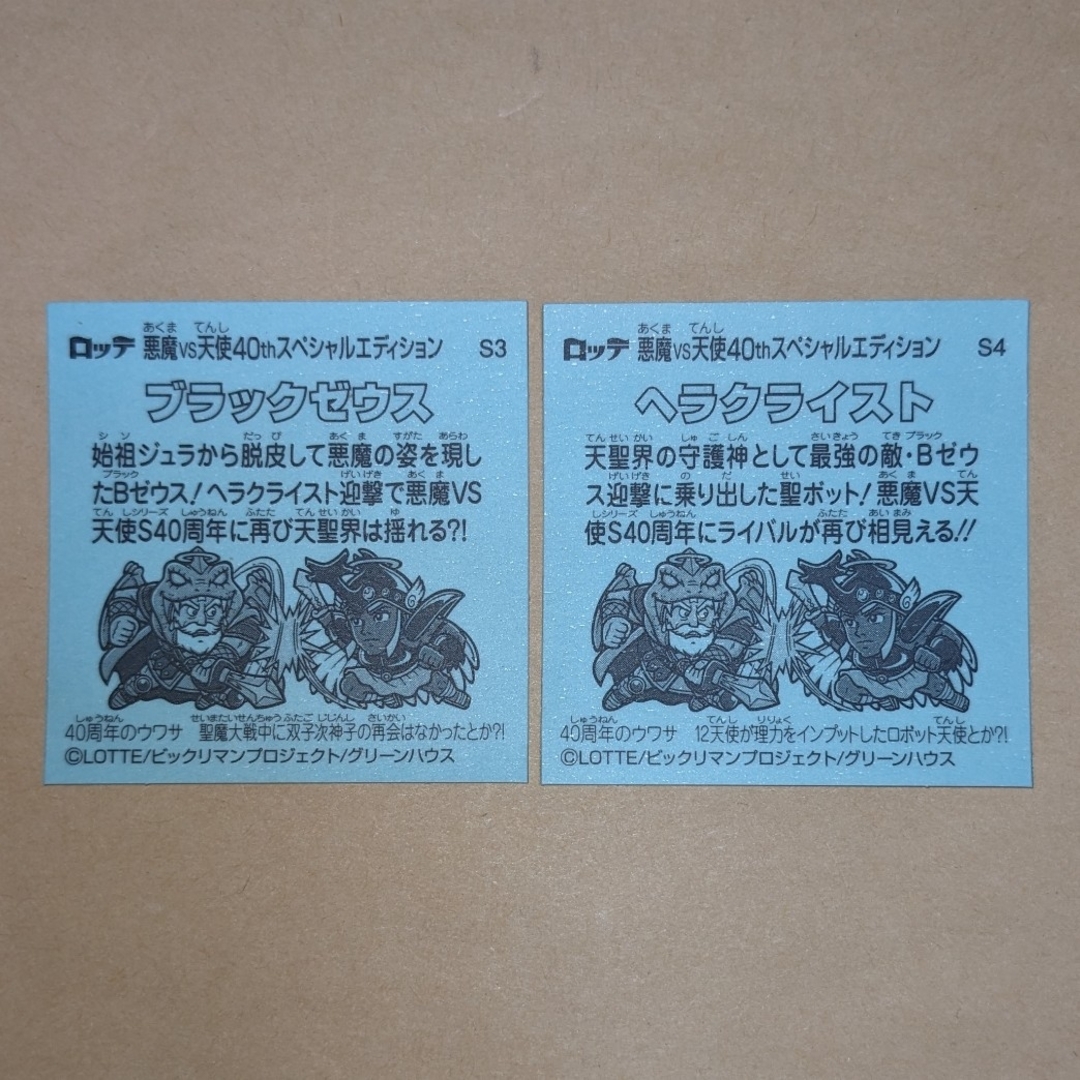 ロッテ 悪魔VS天使40thスペシャルエディション S3
あくま てんし
ブラックゼウス
シソ だっぴ あくま すがた あらわ
始祖ジュラから脱皮して悪魔の姿を現し
ブラック げいげき あくま
たBゼウス!ヘラクライスト迎撃で悪魔VS
てん しシリーズ しゅうねん ふたた てんせいかい ゆ
天使S40周年に再び天聖界は揺れる?!
しゅうねん せいまたいせんちゅう ふたご じじんし さいかい
40周年のウワサ 聖魔大戦中に双子次神子の再会はなかったとか?!
©LOTTE/ビックリマンプロジェクト/グリーンハウス
ロッテ 悪魔VS天使40thスペシャルエディション S4
あくま てんし
ヘラクライスト
てんせいかい しゅごしん さいきょう てき ブラック
天聖界の守護神として最強の敵・Bゼウ
げいげき の だ せい あくま てん
ス迎撃に乗り出した聖ボット!悪魔VS天
しシリーズ しゅうねん ふたた あいまみ
使S40周年にライバルが再び相見える!!
しゅうねん てんし りりょく てんし
40周年のウワサ 12天使が理力をインプットしたロボット天使とか?!
©LOTTE/ビックリマンプロジェクト/グリーンハウス